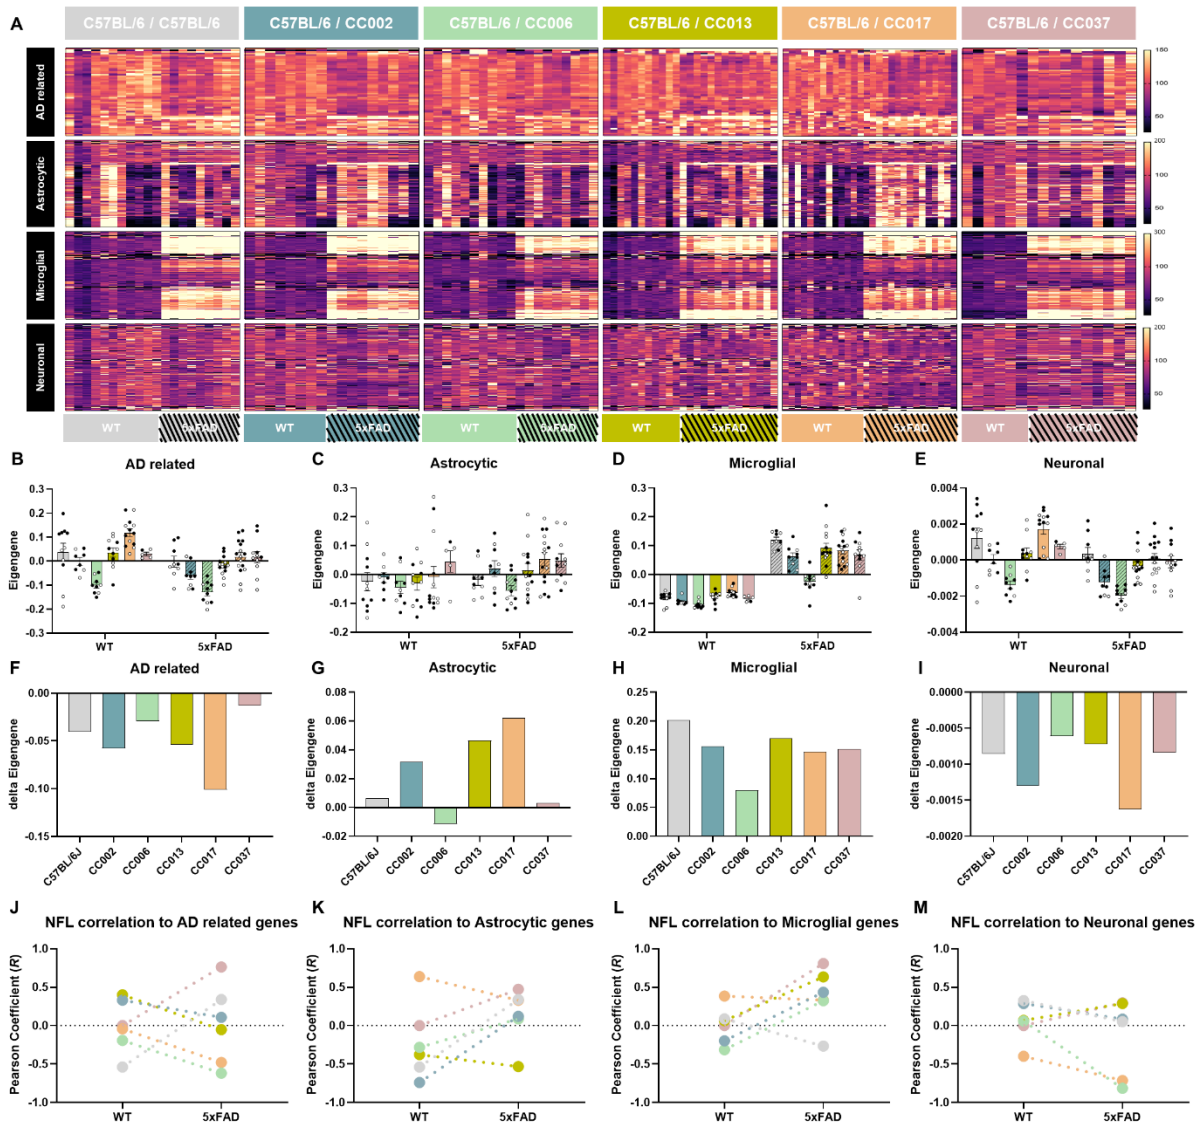 A
C57BL/6 / C57BL/6
C57BL/6 / CC002
C57BL/6 / CC006
C57BL/6 / CC013
C57BL/6 / CC017
C57BL/6 / CC037
AD related
150
100
50
Astrocytic
200
150
100
50
Microglial
300
200
100
50
Neuronal
200
150
100
50
WT 5xFAD WT 5xFAD WT 5xFAD WT 5xFAD WT 5xFAD WT 5xFAD
B AD related
Eigengene
0.3
0.2
0.1
0.0
-0.1
-0.2
-0.3
WT 5xFAD
C Astrocytic
Eigengene
0.3
0.2
0.1
0.0
-0.1
-0.2
WT 5xFAD
D Microglial
Eigengene
0.3
0.2
0.1
0.0
-0.1
-0.2
WT 5xFAD
E Neuronal
Eigengene
0.004
0.002
0.000
-0.002
-0.004
WT 5xFAD
F AD related
delta Eigengene
0.00
-0.05
-0.10
-0.15
C57BL/6J CC002 CC006 CC013 CC017 CC037
G Astrocytic
delta Eigengene
0.08
0.06
0.04
0.02
0.00
-0.02
C57BL/6J CC002 CC006 CC013 CC017 CC037
H Microglial
delta Eigengene
0.25
0.20
0.15
0.10
0.05
0.00
C57BL/6J CC002 CC006 CC013 CC017 CC037
I Neuronal
delta Eigengene
0.0000
-0.0005
-0.0010
-0.0015
-0.0020
C57BL/6J CC002 CC006 CC013 CC017 CC037
J NFL correlation to AD related genes
Pearson Coefficient (R)
1.0
0.5
0.0
-0.5
-1.0
WT 5xFAD
K NFL correlation to Astrocytic genes
Pearson Coefficient (R)
1.0
0.5
0.0
-0.5
-1.0
WT 5xFAD
L NFL correlation to Microglial genes
Pearson Coefficient (R)
1.0
0.5
0.0
-0.5
-1.0
WT 5xFAD
M NFL correlation to Neuronal genes
Pearson Coefficient (R)
1.0
0.5
0.0
-0.5
-1.0
WT 5xFAD